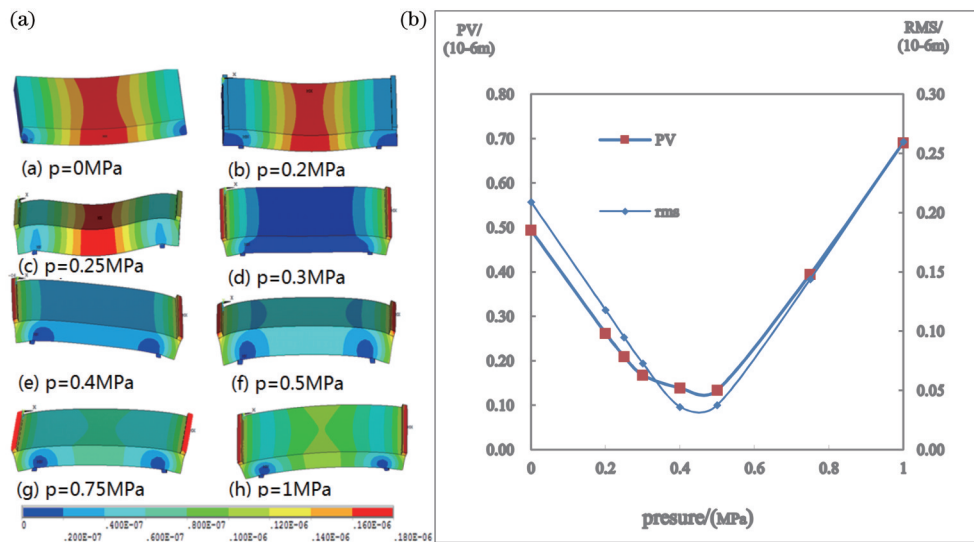 (a)
(a) p=0MPa
(b) p=0.2MPa
(c) p=0.25MPa
(d) p=0.3MPa
(e) p=0.4MPa
(f) p=0.5MPa
(g) p=0.75MPa
(h) p=1MPa
0 .400E-07 .800E-07 .120E-06 .160E-06
.200E-07 .100E-06 .140E-06 .180E-06
(b)
PV/
(10-6m)
RMS/
(10-6m)
0.80
0.70
0.60
0.50
0.40
0.30
0.20
0.10
0.00
0.30
0.25
0.20
0.15
0.10
0.05
0.00
PV
rms
0 0.2 0.4 0.6 0.8 1
presure/(MPa)